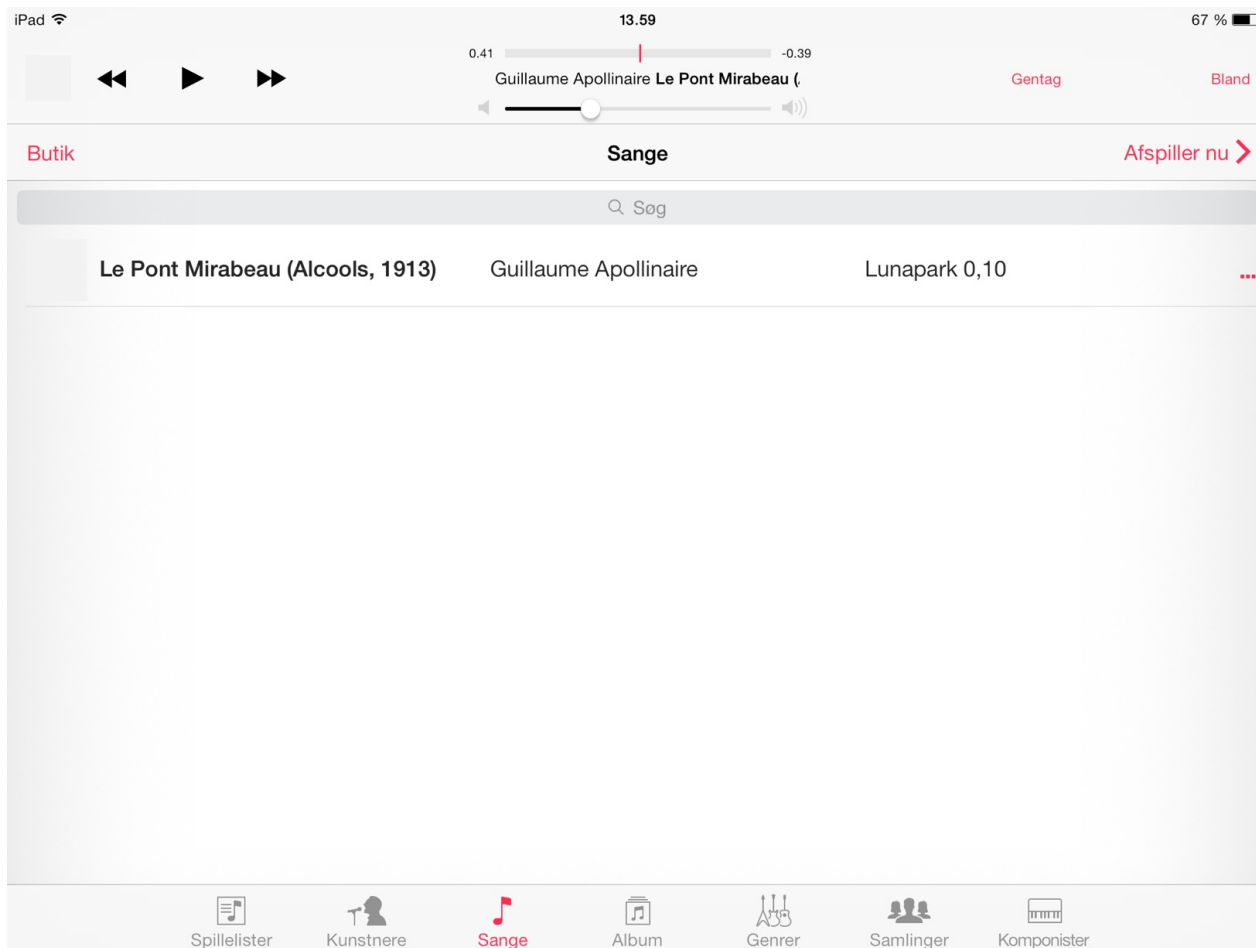 iPad 13.59 67 %
0.41 -0.39
Guillaume Apollinaire Le Pont Mirabeau (
Gentag Bland
Butik Sange Afspiller nu
Søg
Le Pont Mirabeau (Alcools, 1913) Guillaume Apollinaire Lunapark 0,10 ...
Spillelister Kunstnere Sange Album Genrer Samlinger Komponister